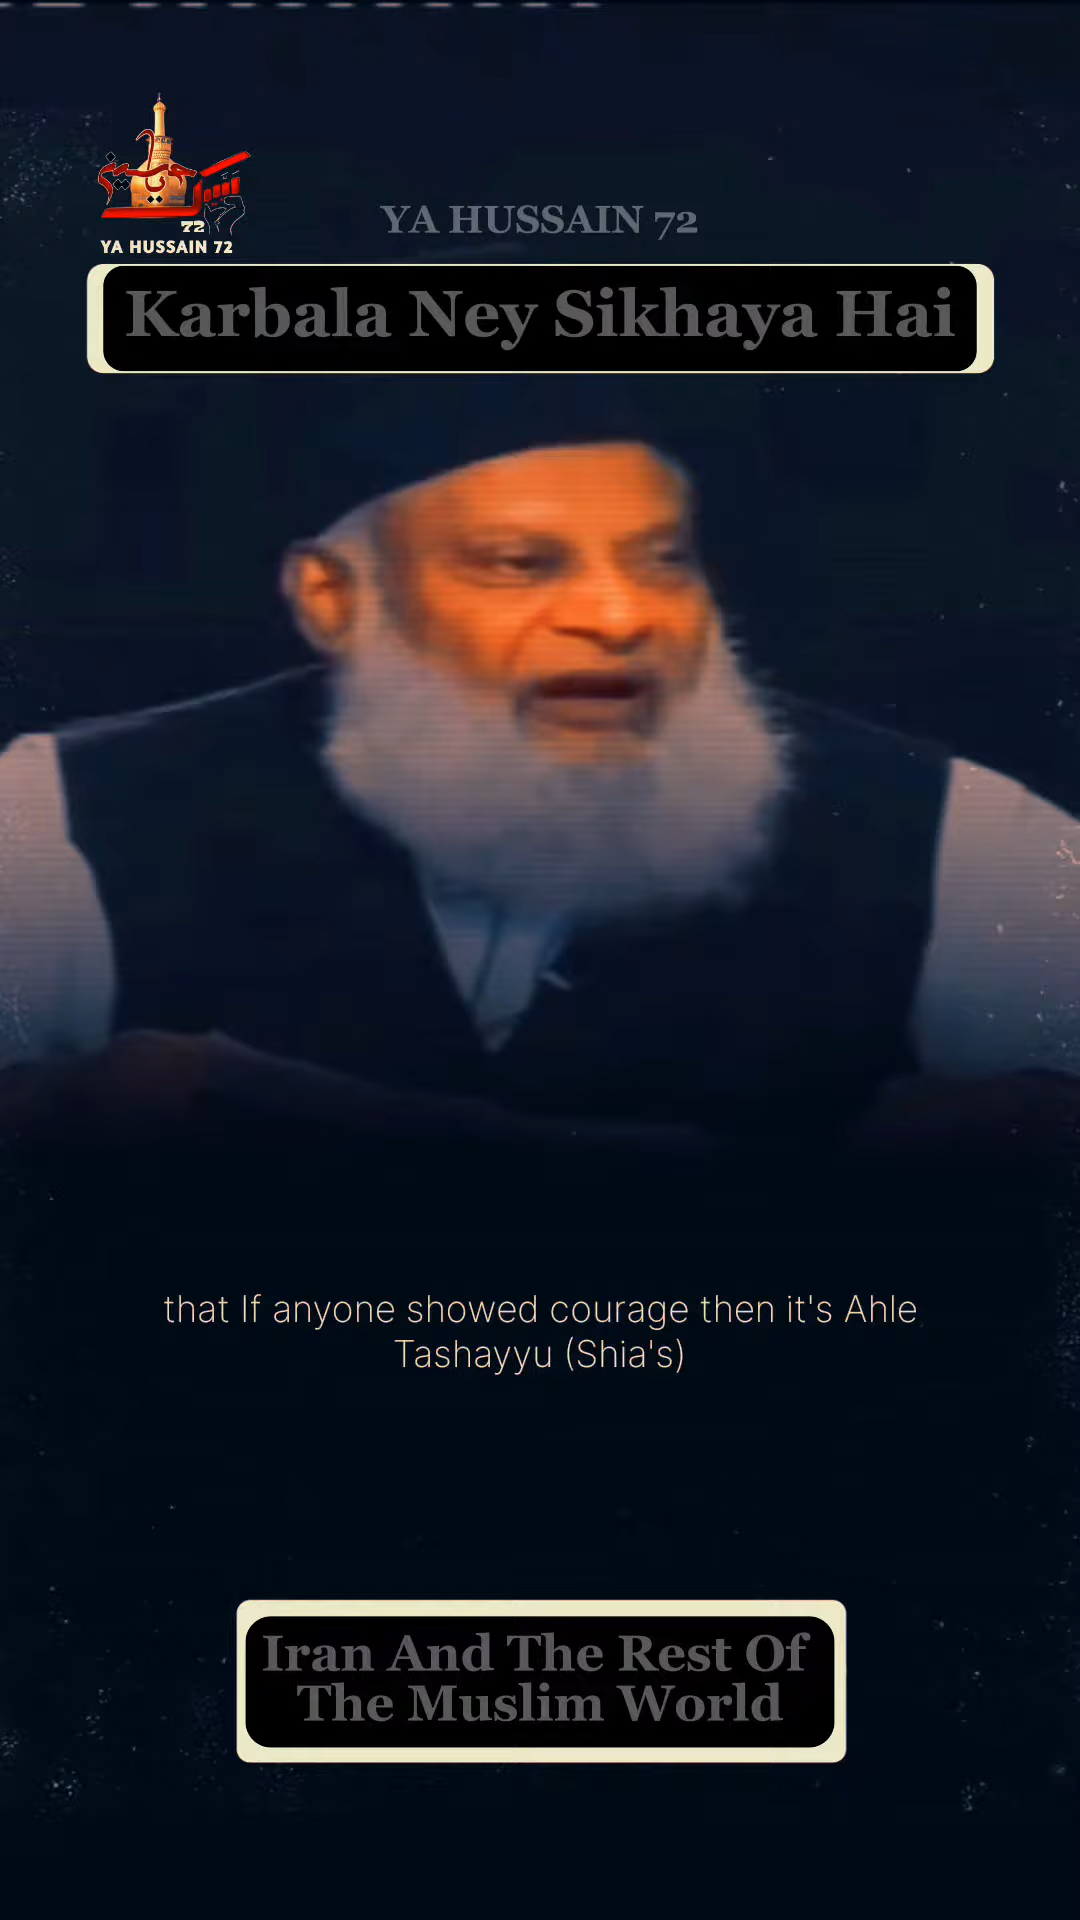 72
YA HUSSAIN 72
YA HUSSAIN 72
Karbala Ney Sikhaya Hai
that If anyone showed courage then it's Ahle
Tashayyu (Shia's)
Iran And The Rest Of
The Muslim World